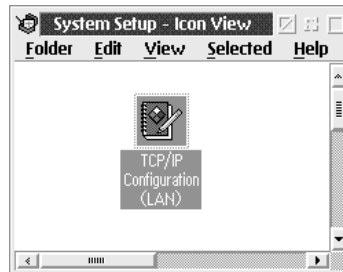 System Setup - Icon View
Folder Edit View Selected Help
TCP/IP
Configuration
(LAN)